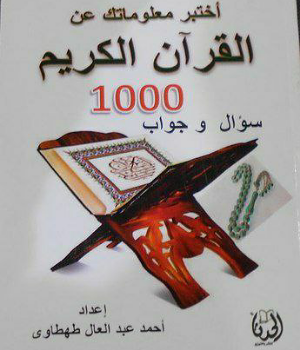 أختبر معلوماتك عن
القرآن الكريم
1000
سؤال و جواب
إعداد
أحمد عبد العال طهطاوى